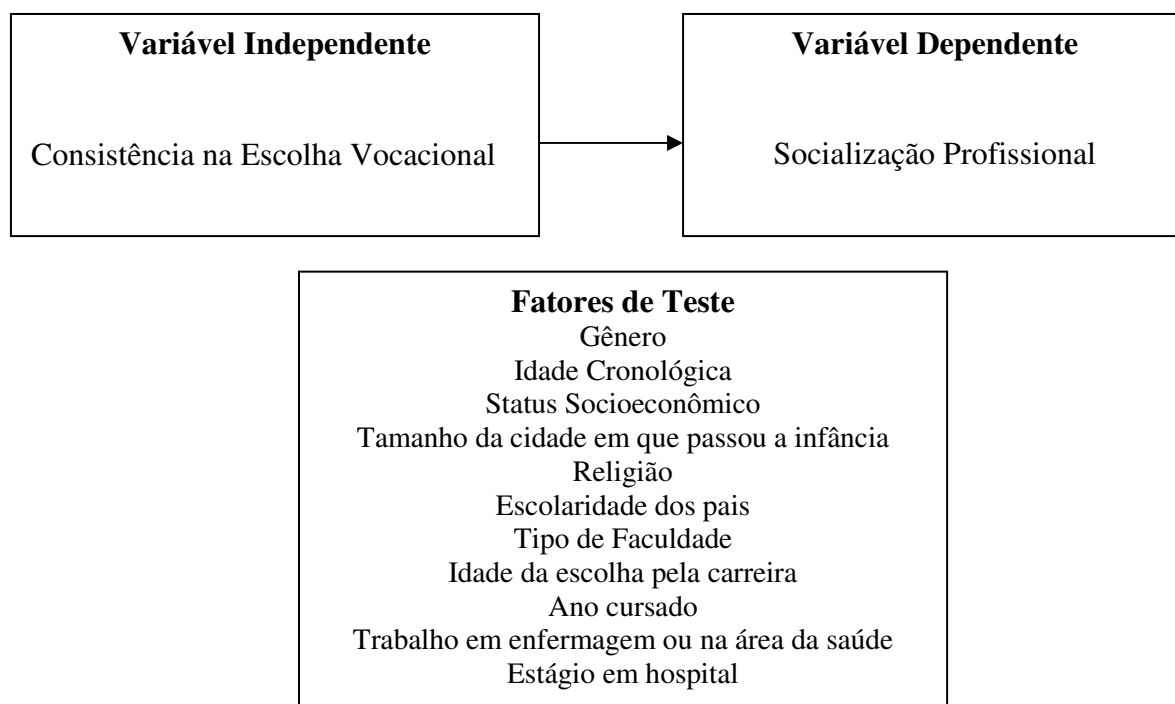 Variável Independente
Consistência na Escolha Vocacional
Variável Dependente
Socialização Profissional
Fatores de Teste
Gênero
Idade Cronológica
Status Socioeconômico
Tamanho da cidade em que passou a infância
Religião
Escolaridade dos pais
Tipo de Faculdade
Idade da escolha pela carreira
Ano cursado
Trabalho em enfermagem ou na área da saúde
Estágio em hospital